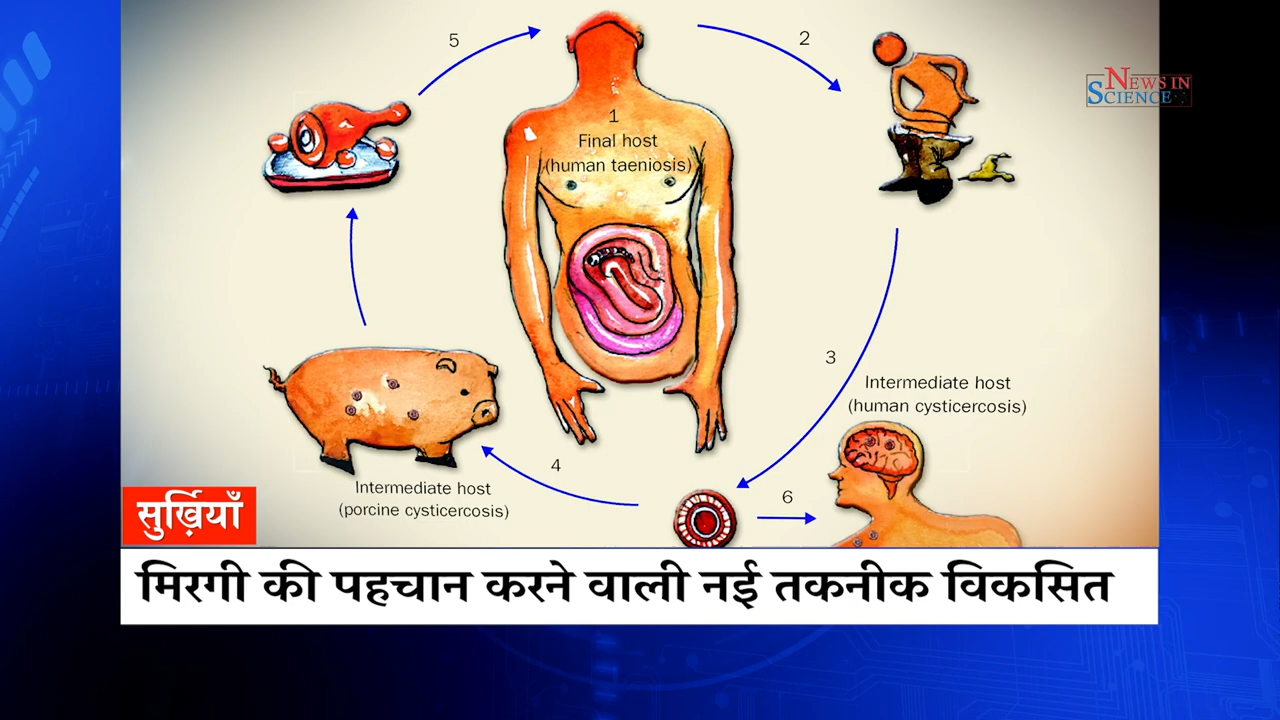 5
2
NEWS IN
SCIENCE
1
Final host
(human taeniosis)
3
Intermediate host
(human cysticercosis)
4
Intermediate host
(porcine cysticercosis)
6
सुर्ख़ियाँ
मिरगी की पहचान करने वाली नई तकनीक विकसित